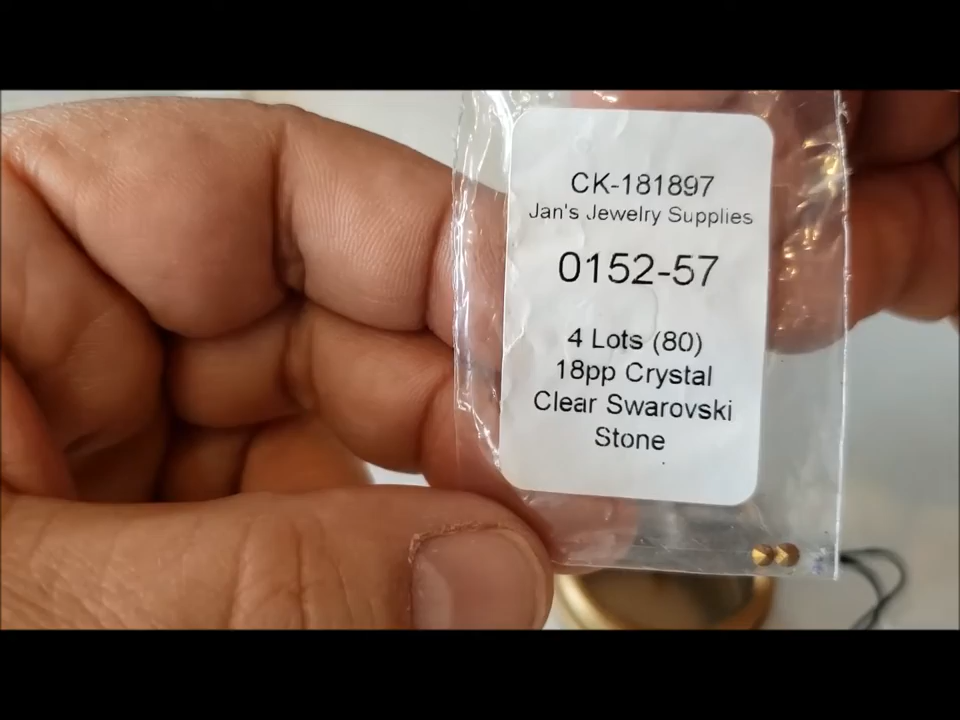 CK-181897
Jan's Jewelry Supplies
0152-57
4 Lots (80)
18pp Crystal
Clear Swarovski
Stone